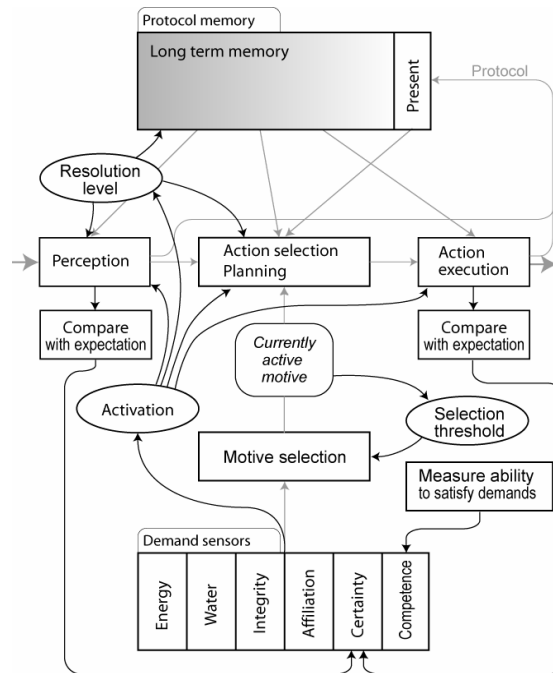 Protocol memory
Long term memory
Present
Protocol
Resolution
level
Perception
Action selection
Planning
Action
execution
Compare
with expectation
Currently
active
motive
Compare
with expectation
Activation
Selection
threshold
Motive selection
Measure ability
to satisfy demands
Demand sensors
Energy
Water
Integrity
Affiliation
Certainty
Competence